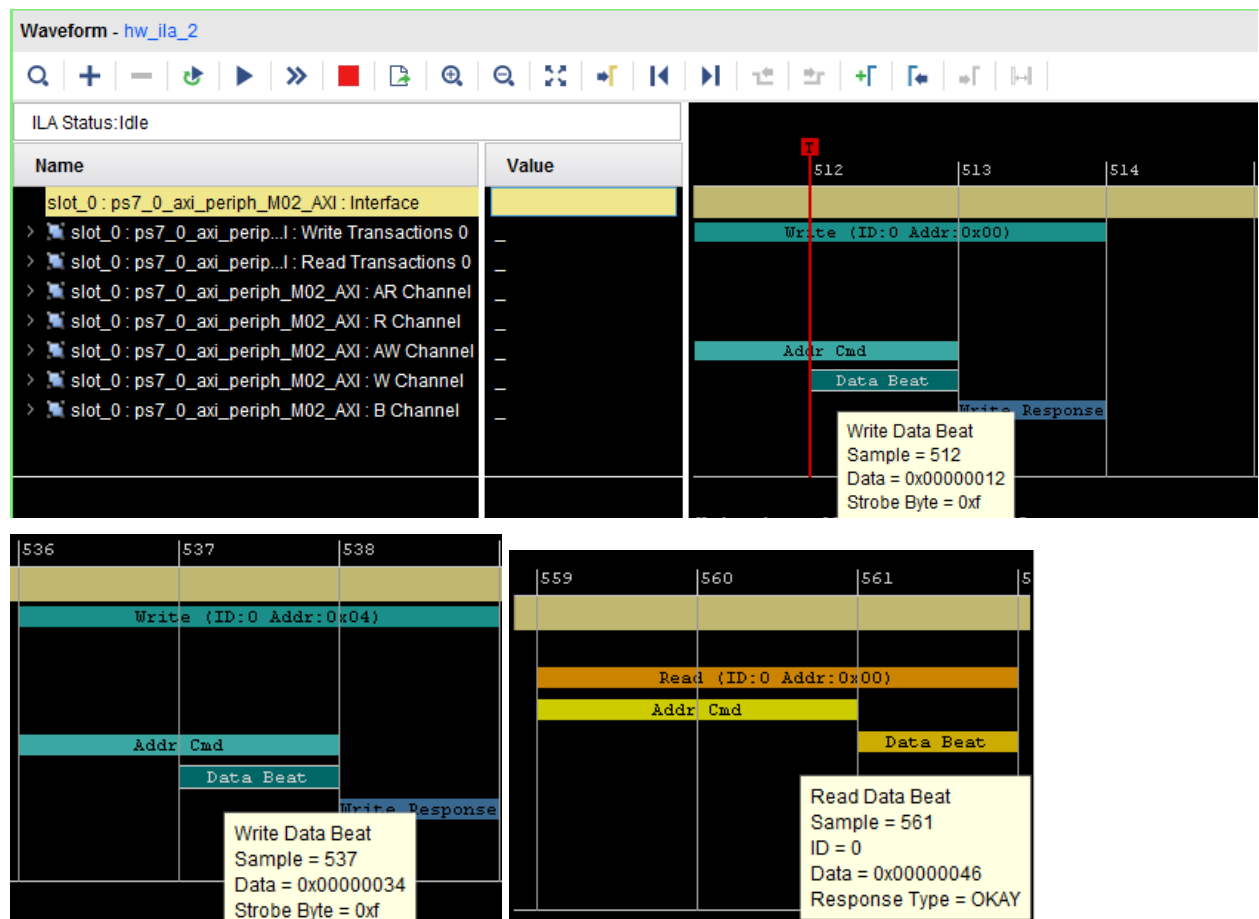 Waveform - hw_ila_2
ILA Status:Idle
Name Value
T
512 513 514
slot_0 : ps7_0_axi_periph_M02_AXI : Interface
slot_0 : ps7_0_axi_perip...l : Write Transactions 0 _
Write (ID:0 Addr:0x00)
slot_0 : ps7_0_axi_perip...l : Read Transactions 0 _
slot_0 : ps7_0_axi_periph_M02_AXI : AR Channel _
slot_0 : ps7_0_axi_periph_M02_AXI : R Channel _
slot_0 : ps7_0_axi_periph_M02_AXI : AW Channel _
Addr Cmd
slot_0 : ps7_0_axi_periph_M02_AXI : W Channel _
Data Beat
slot_0 : ps7_0_axi_periph_M02_AXI : B Channel _
Write Response
Write Data Beat
Sample = 512
Data = 0x00000012
Strobe Byte = 0xf
536 537 538
Write (ID:0 Addr:0x04)
Addr Cmd
Data Beat
Write Response
Write Data Beat
Sample = 537
Data = 0x00000034
Strobe Byte = 0xf
559 560 561 5
Read (ID:0 Addr:0x00)
Addr Cmd
Data Beat
Read Data Beat
Sample = 561
ID = 0
Data = 0x00000046
Response Type = OKAY